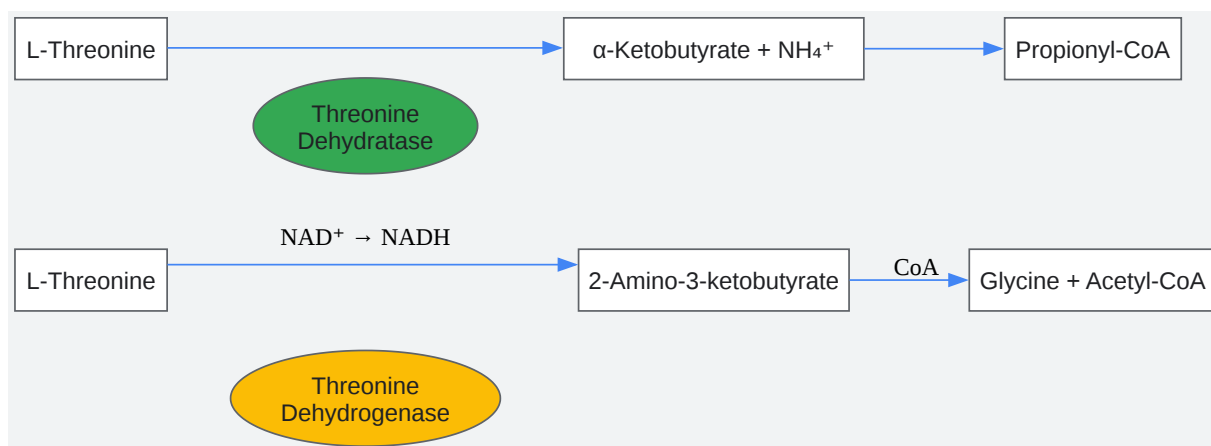 L-Threonine
α-Ketobutyrate + NH₄⁺
Propionyl-CoA
Threonine
Dehydratase
NAD⁺ → NADH
L-Threonine
2-Amino-3-ketobutyrate
CoA
Glycine + Acetyl-CoA
Threonine
Dehydrogenase